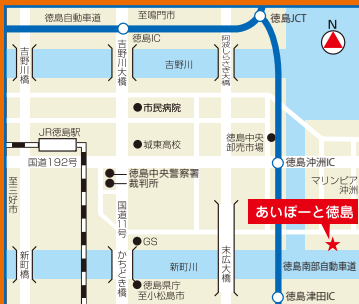 徳島自動車道
至鳴門市
徳島JCT
徳島IC
N
吉野川橋
吉野川大橋
吉野川
阿波しらさぎ大橋
●市民病院
JR徳島駅
●城東高校
徳島中央
卸売市場●
国道192号
●徳島中央警察署
●裁判所
徳島沖洲IC
マリンピア
沖洲
至三好市
あいぽーと徳島
★
国道11号
●GS
徳島南部自動車道
新町橋
かちどき橋
新町川
末広大橋
●徳島県庁
至小松島市
徳島津田IC